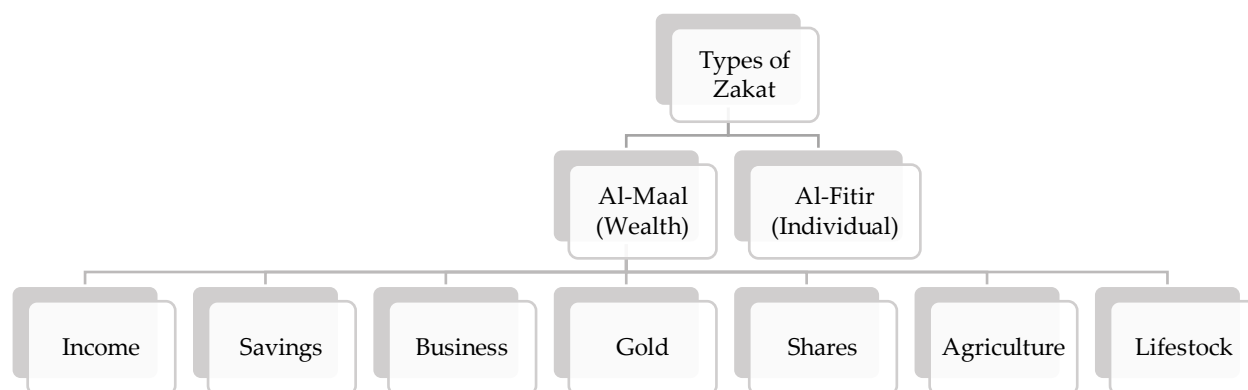 Types of
Zakat
Al-Maal
(Wealth)
Al-Fitir
(Individual)
Income
Savings
Business
Gold
Shares
Agriculture
Lifestock